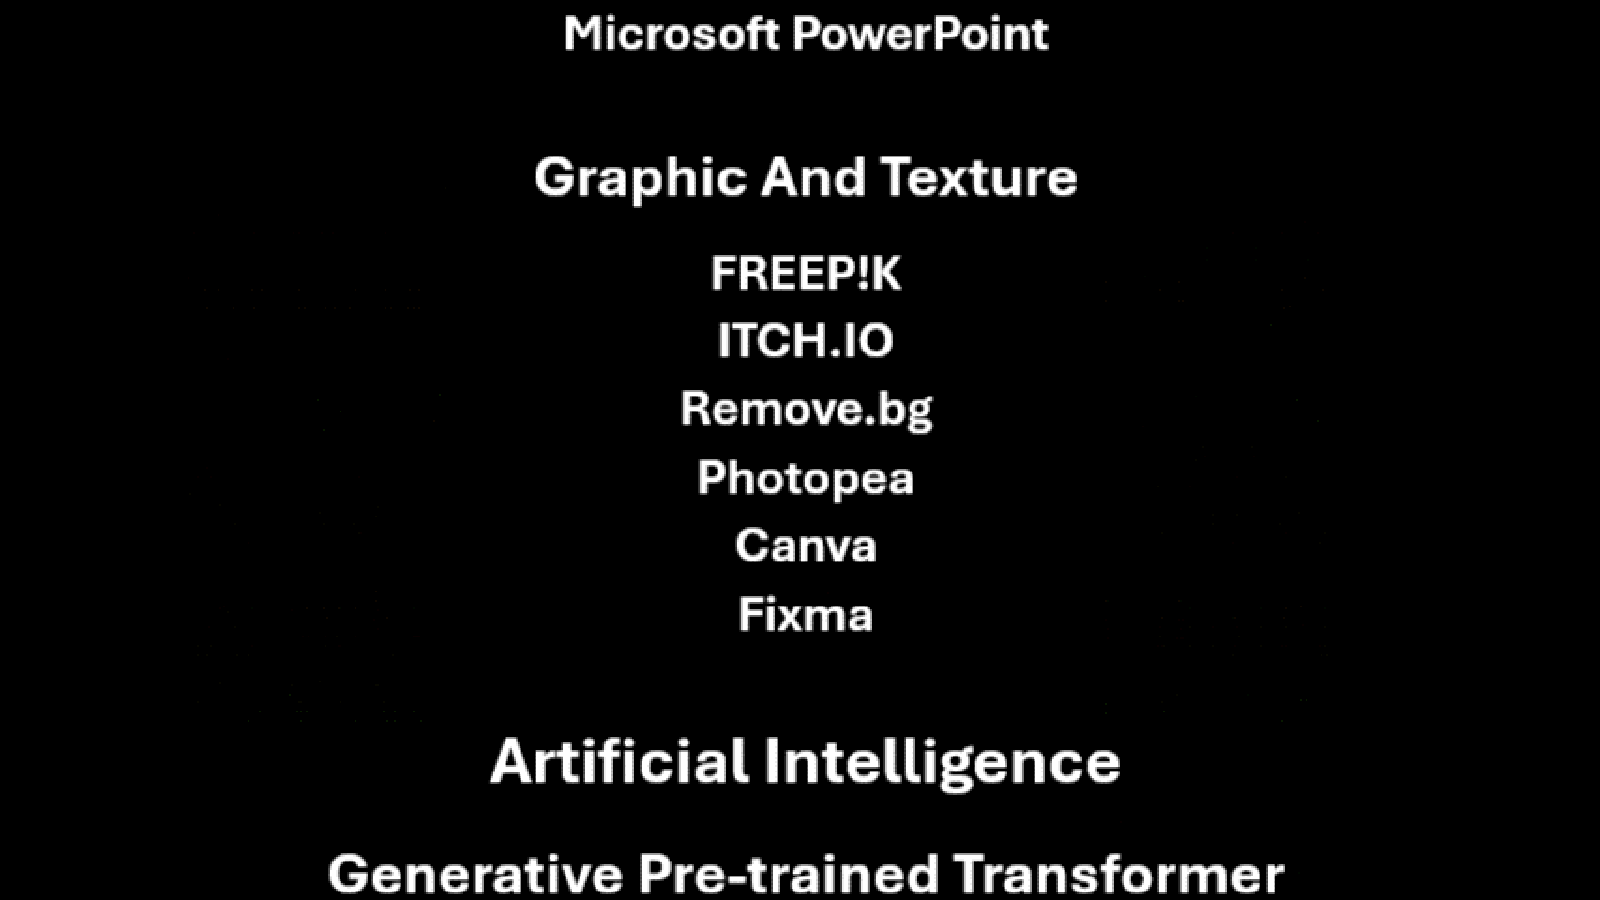 Microsoft PowerPoint
Graphic And Texture
FREEP!K
ITCH.IO
Remove.bg
Photopea
Canva
Fixma
Artificial Intelligence
Generative Pre-trained Transformer